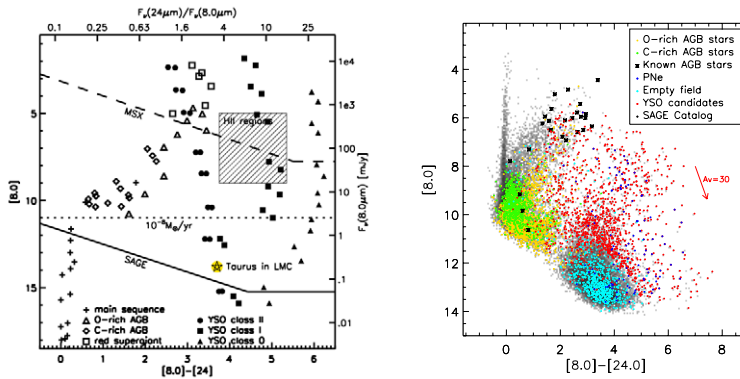 F_ν(24μm)/F_ν(8.0μm)
0.1 0.25 0.63 1.6 4 10 25
5
10
15
[8.0]
1e4
1e3
100
50
10
5
1
.5
.1
.01
F_ν(8.0μm) [mJy]
MSX
HII regions
10⁻⁸M⊙/yr
SAGE
Taurus in LMC
main sequence
O-rich AGB
C-rich AGB
red supergiant
YSO class II
YSO class I
YSO class 0
0 1 2 3 4 5 6
[8.0]−[24]
O-rich AGB stars
C-rich AGB stars
Known AGB stars
PNe
Empty field
YSO candidates
SAGE Catalog
Av=30
4
6
8
10
12
14
[8.0]
0 2 4 6 8 10
[8.0]−[24.0]